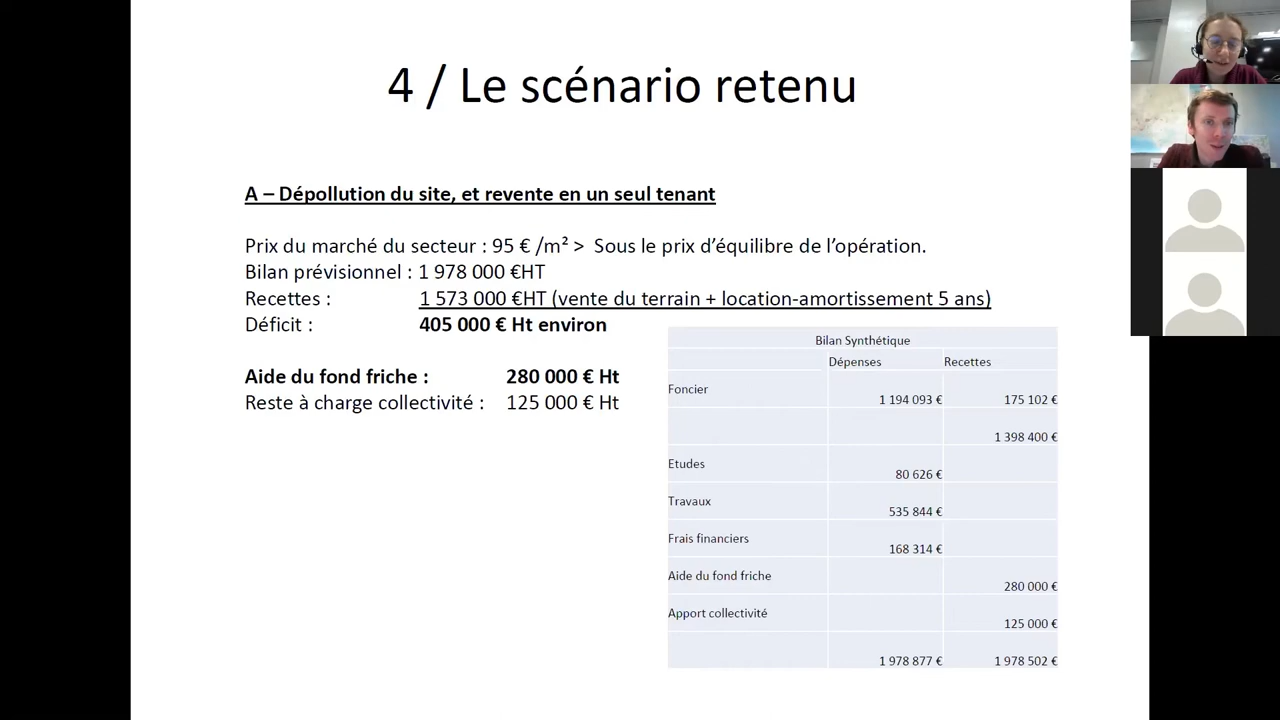 4 / Le scénario retenu
A – Dépollution du site, et revente en un seul tenant
Prix du marché du secteur : 95 € /m² > Sous le prix d’équilibre de l’opération.
Bilan prévisionnel : 1 978 000 €HT
Recettes : 1 573 000 €HT (vente du terrain + location-amortissement 5 ans)
Déficit : 405 000 € Ht environ
Aide du fond friche : 280 000 € Ht
Reste à charge collectivité : 125 000 € Ht
Bilan Synthétique
Dépenses Recettes
Foncier 1 194 093 € 175 102 €
1 398 400 €
Etudes 80 626 €
Travaux 535 844 €
Frais financiers 168 314 €
Aide du fond friche 280 000 €
Apport collectivité 125 000 €
1 978 877 € 1 978 502 €